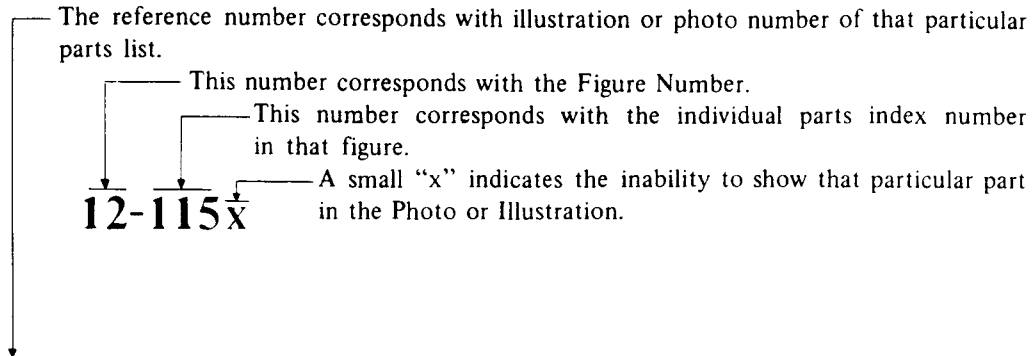 The reference number corresponds with illustration or photo number of that particular
parts list.
This number corresponds with the Figure Number.
This number corresponds with the individual parts index number
in that figure.
A small “x” indicates the inability to show that particular part
in the Photo or Illustration.
12-115x